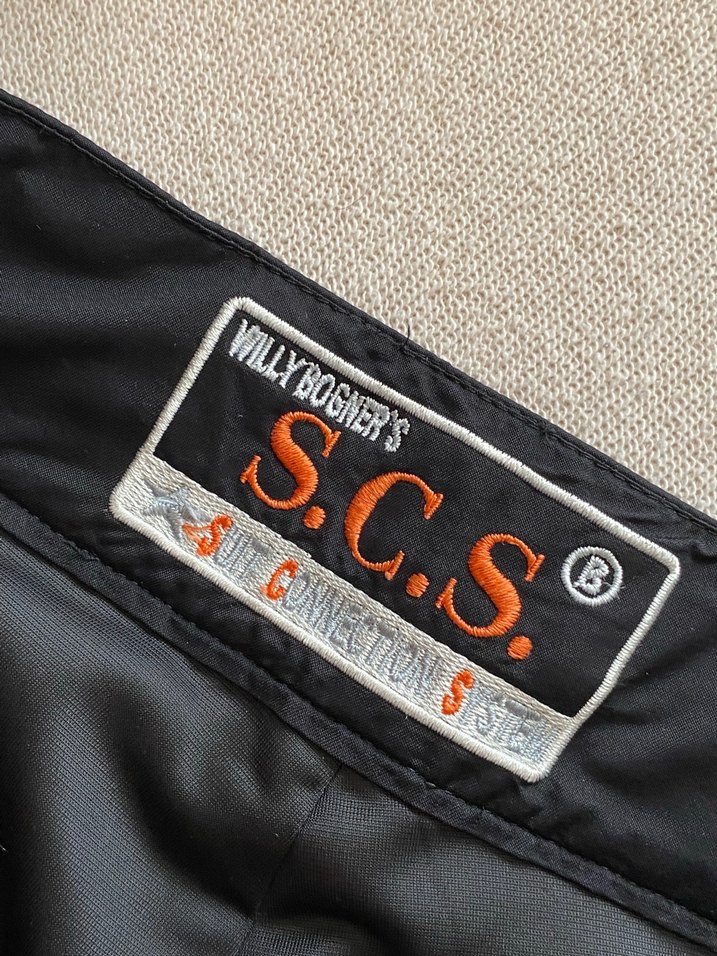 WILLY BOGNER'S
S.C.S.
B
SUIT CONNECTION SYSTEM